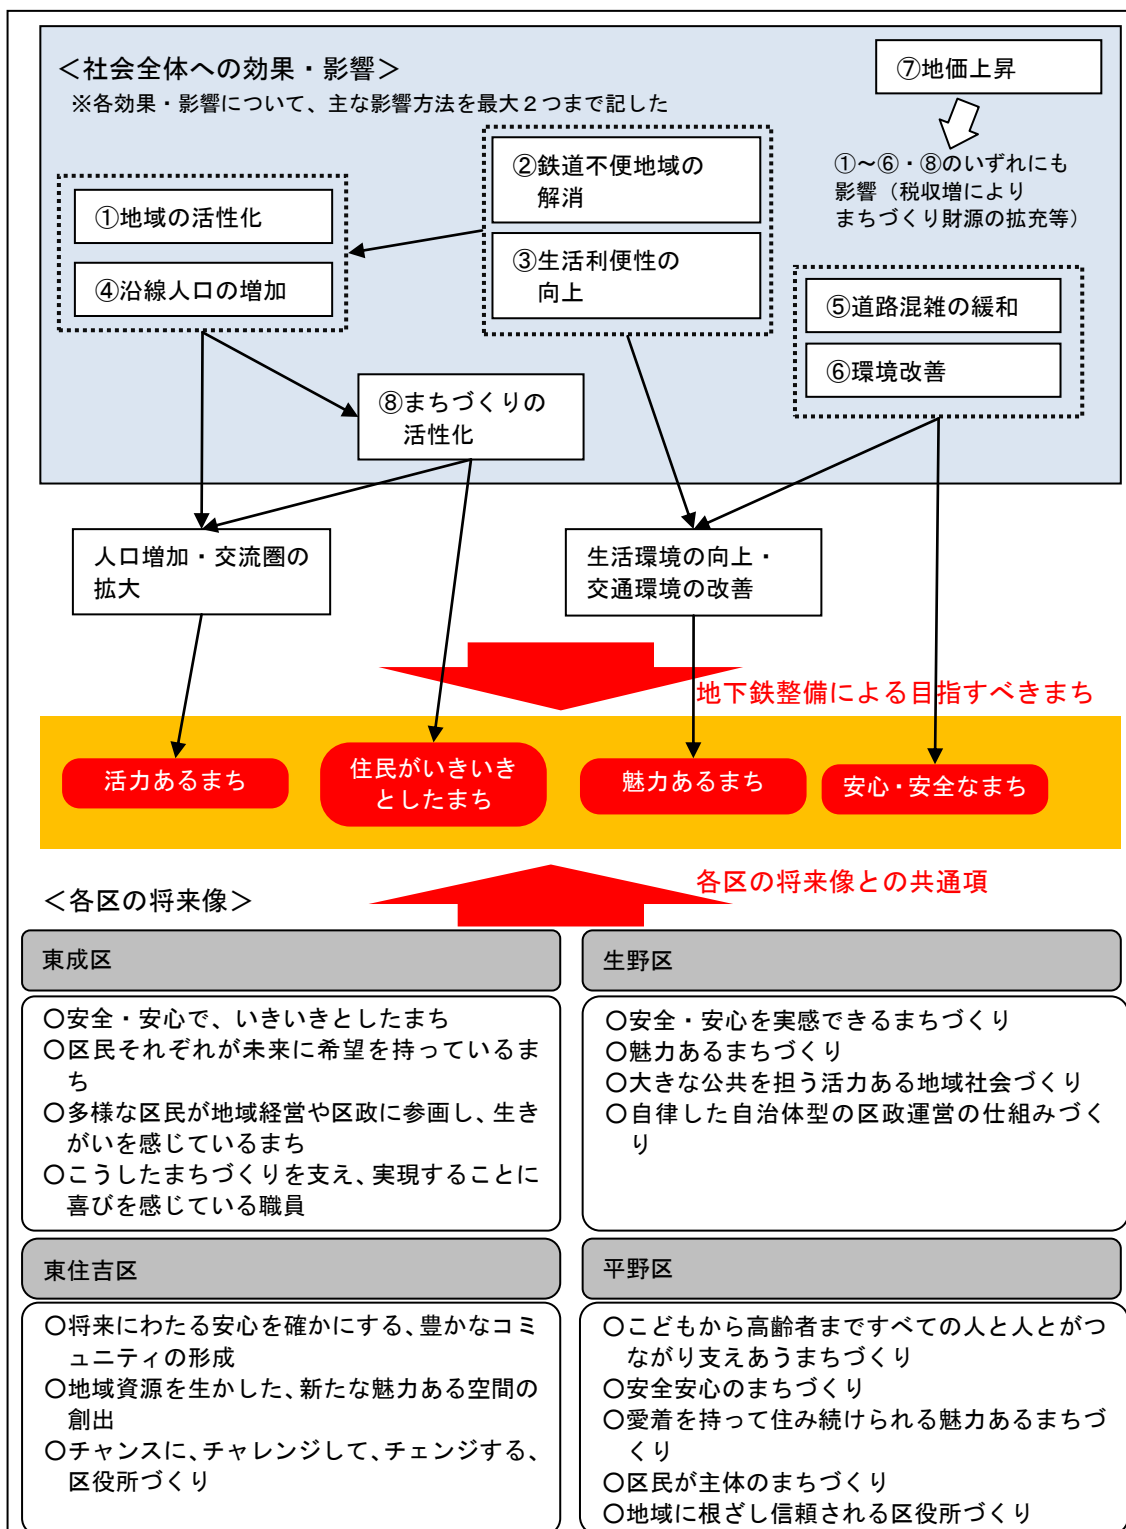 ＜社会全体への効果・影響＞
※各効果・影響について、主な影響方法を最大２つまで記した
⑦地価上昇
①～⑥・⑧のいずれにも
影響（税収増により
まちづくり財源の拡充等）
②鉄道不便地域の
解消
①地域の活性化
③生活利便性の
向上
④沿線人口の増加
⑤道路混雑の緩和
⑥環境改善
⑧まちづくりの
活性化
人口増加・交流圏の
拡大
生活環境の向上・
交通環境の改善
地下鉄整備による目指すべきまち
活力あるまち
住民がいきいき
としたまち
魅力あるまち
安心・安全なまち
各区の将来像との共通項
＜各区の将来像＞
東成区
○安全・安心で、いきいきとしたまち
○区民それぞれが未来に希望を持っているま
ち
○多様な区民が地域経営や区政に参画し、生き
がいを感じているまち
○こうしたまちづくりを支え、実現することに
喜びを感じている職員
生野区
○安全・安心を実感できるまちづくり
○魅力あるまちづくり
○大きな公共を担う活力ある地域社会づくり
○自律した自治体型の区政運営の仕組みづく
り
東住吉区
○将来にわたる安心を確かにする、豊かなコミ
ュニティの形成
○地域資源を生かした、新たな魅力ある空間の
創出
○チャンスに、チャレンジして、チェンジする、
区役所づくり
平野区
○こどもから高齢者まですべての人と人とがつ
ながり支えあうまちづくり
○安全安心のまちづくり
○愛着を持って住み続けられる魅力あるまちづ
くり
○区民が主体のまちづくり
○地域に根ざし信頼される区役所づくり